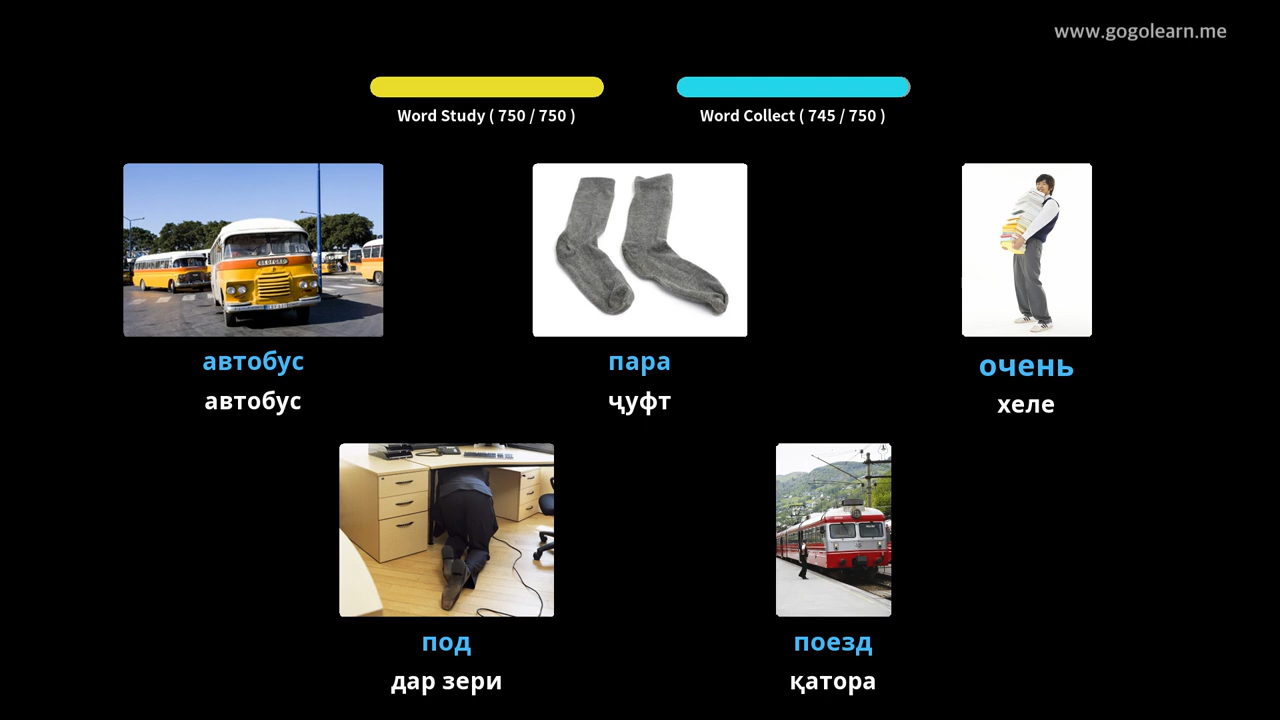 www.gogolearn.me
Word Study ( 750 / 750 )
Word Collect ( 745 / 750 )
автобус
автобус
пара
ҷуфт
очень
хеле
под
дар зери
поезд
қатора